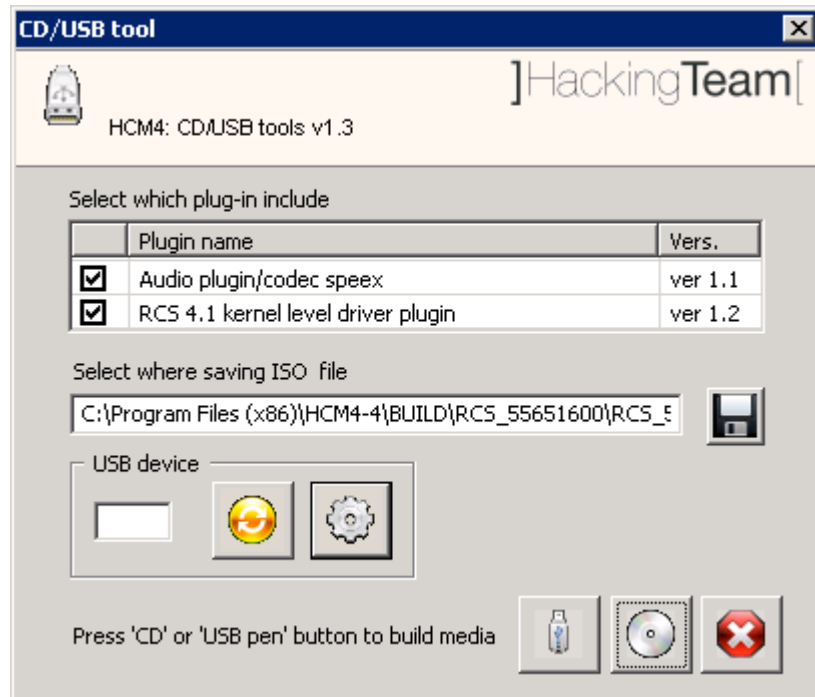 CD/USB tool
]HackingTeam[
HCM4: CD/USB tools v1.3
Select which plug-in include
Plugin name Vers.
Audio plugin/codec speex ver 1.1
RCS 4.1 kernel level driver plugin ver 1.2
Select where saving ISO file
C:\Program Files (x86)\HCM4-4\BUILD\RCS_55651600\RCS_5
USB device
Press 'CD' or 'USB pen' button to build media